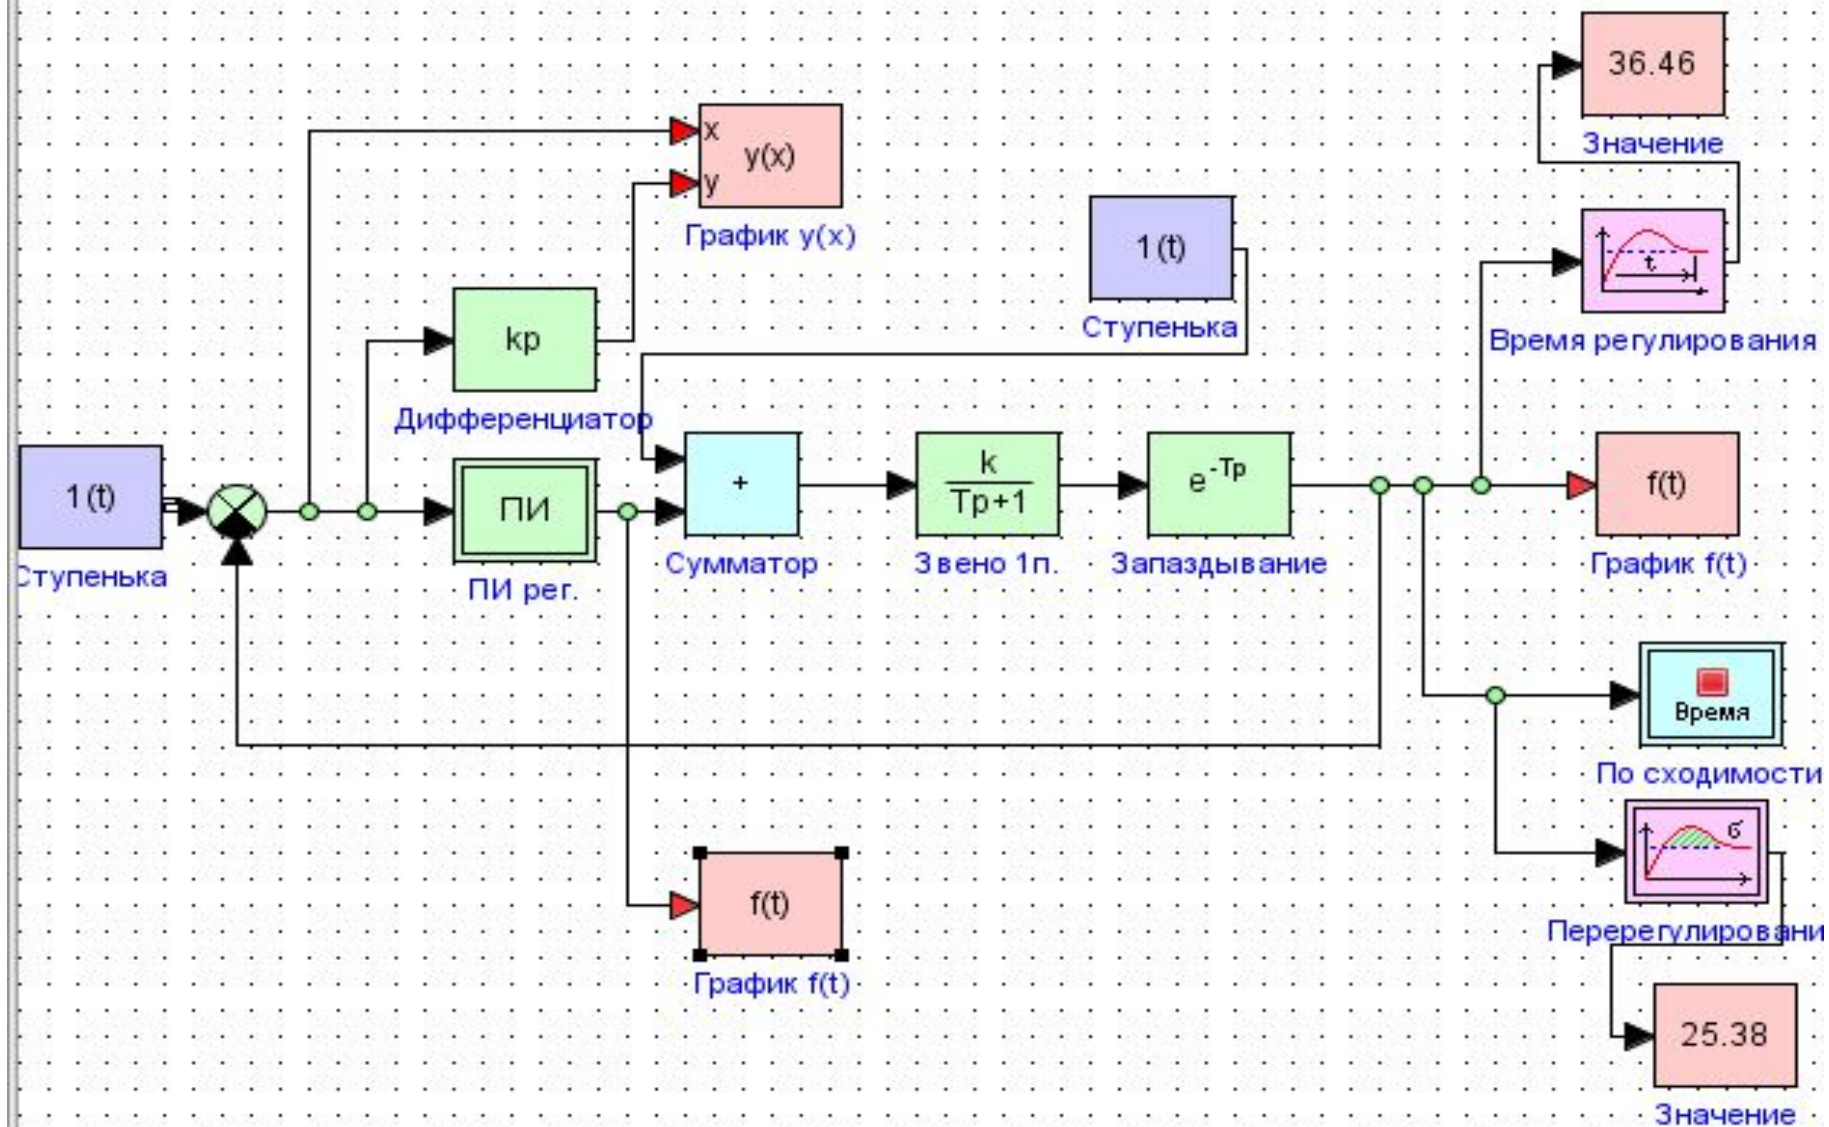 36.46
Значение
x
y(x)
y
График y(x)
1(t)
Ступенька
t
Время регулирования
kp
Дифференциатор
1(t)
Ступенька
ПИ
ПИ рег.
+
Сумматор
k
Tp+1
Звено 1п.
e-Tp
Запаздывание
f(t)
График f(t)
Время
По сходимости
б
Перерегулировани
f(t)
График f(t)
25.38
Значение